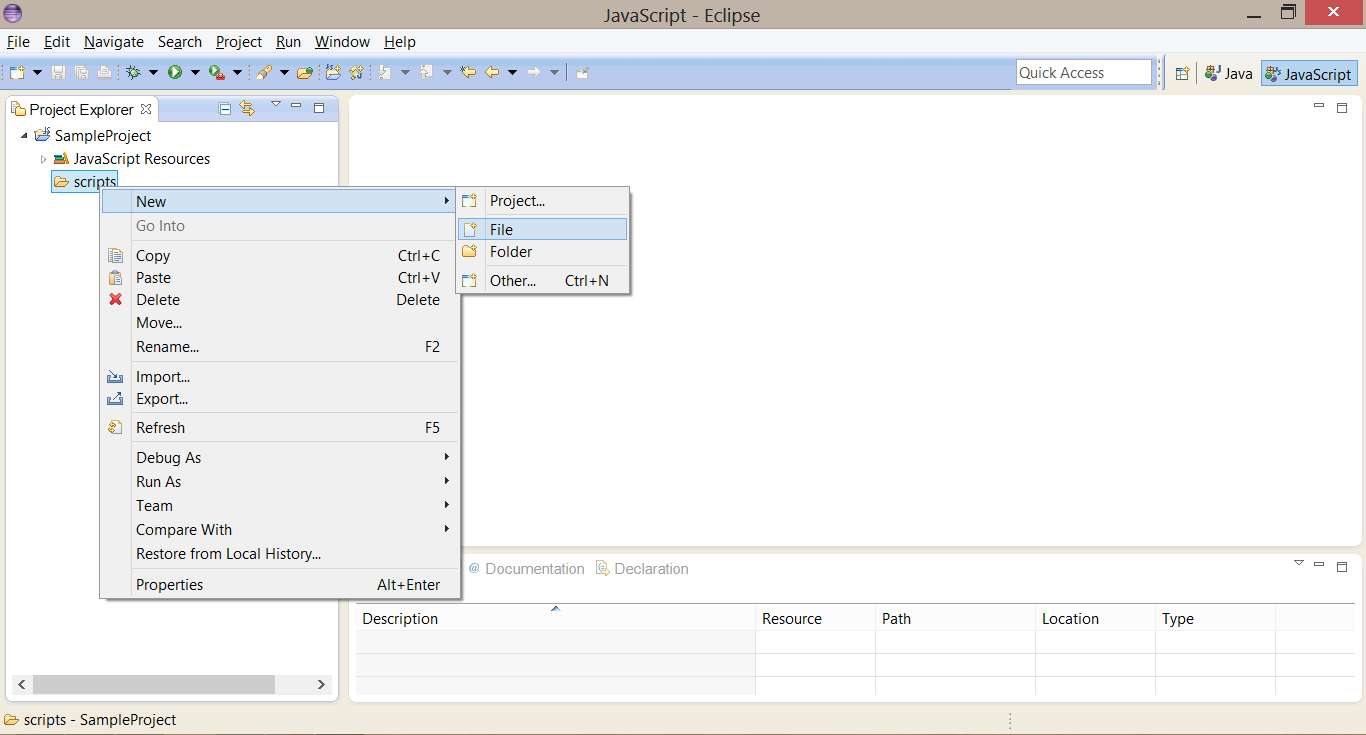 JavaScript - Eclipse
File Edit Navigate Search Project Run Window Help
Quick Access
Java
JavaScript
Project Explorer
SampleProject
JavaScript Resources
scripts
New
Go Into
Copy Ctrl+C
Paste Ctrl+V
Delete Delete
Move...
Rename... F2
Import...
Export...
Refresh F5
Debug As
Run As
Team
Compare With
Restore from Local History...
Properties Alt+Enter
Project...
File
Folder
Other... Ctrl+N
@ Documentation Declaration
Description Resource Path Location Type
scripts - SampleProject